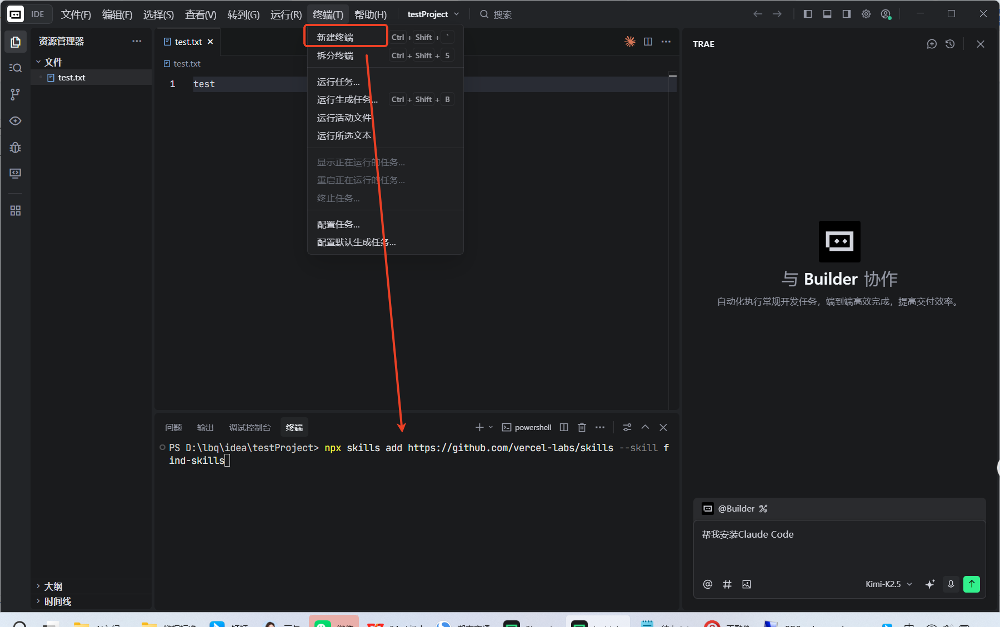 IDE 文件(F) 编辑(E) 选择(S) 查看(V) 转到(G) 运行(R) 终端(T) 帮助(H) testProject 搜索
资源管理器
文件
test.txt
大纲
时间线
test.txt
test.txt
1 test
新建终端 Ctrl + Shift + `
拆分终端 Ctrl + Shift + 5
运行任务...
运行生成任务... Ctrl + Shift + B
运行活动文件
运行所选文本
显示正在运行的任务...
重启正在运行的任务...
终止任务...
配置任务...
配置默认生成任务...
问题 输出 调试控制台 终端 powershell
PS D:\lbq\idea\testProject> npx skills add https://github.com/vercel-labs/skills --skill f
ind-skills
TRAE
与 Builder 协作
自动化执行常规开发任务，端到端高效完成，提高交付效率。
@Builder
帮我安装Claude Code
Kimi-K2.5